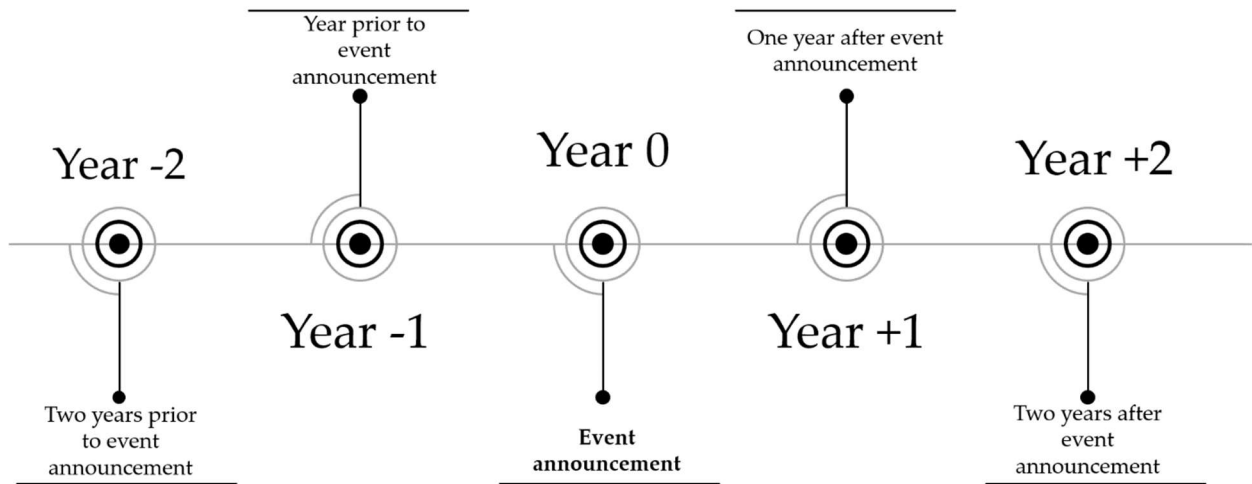 Year prior to
event
announcement
One year after event
announcement
Year -2
Year 0
Year +2
Year -1
Year +1
Two years prior
to event
announcement
Event
announcement
Two years after
event
announcement